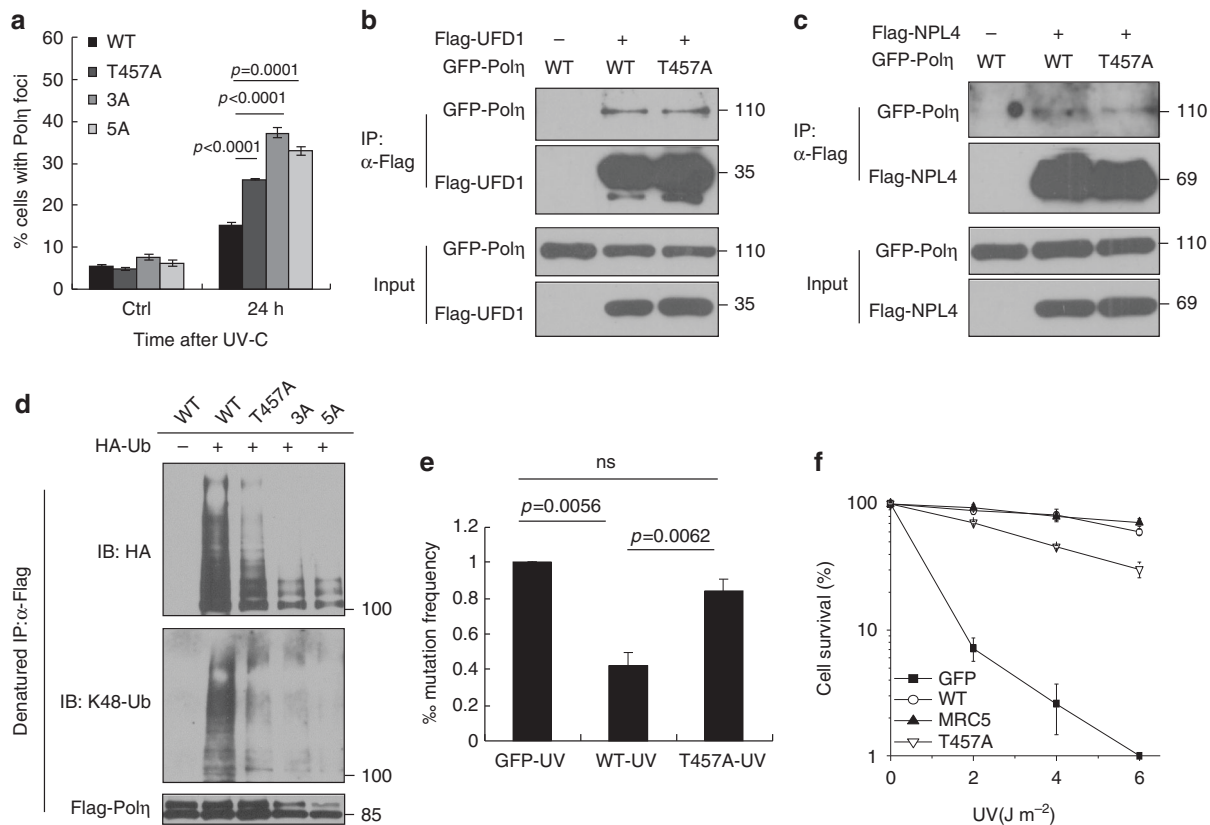 a
% cells with Polη foci
60
50
40
30
20
10
0
WT
T457A
3A
5A
p=0.0001
p<0.0001
p<0.0001
Ctrl
24 h
Time after UV-C
b
Flag-UFD1 – + +
GFP-Polη WT WT T457A
IP:
α-Flag
GFP-Polη 110
Flag-UFD1 35
Input
GFP-Polη 110
Flag-UFD1 35
c
Flag-NPL4 – + +
GFP-Polη WT WT T457A
IP:
α-Flag
GFP-Polη 110
Flag-NPL4 69
Input
GFP-Polη 110
Flag-NPL4 69
d
WT WT T457A 3A 5A
HA-Ub – + + + +
Denatured IP:α-Flag
IB: HA
100
IB: K48-Ub
100
Flag-Polη 85
e
ns
p=0.0056
p=0.0062
‰ mutation frequency
1.2
1
0.8
0.6
0.4
0.2
0
GFP-UV WT-UV T457A-UV
f
Cell survival (%)
100
10
1
GFP
WT
MRC5
T457A
0 2 4 6
UV(J m⁻²)